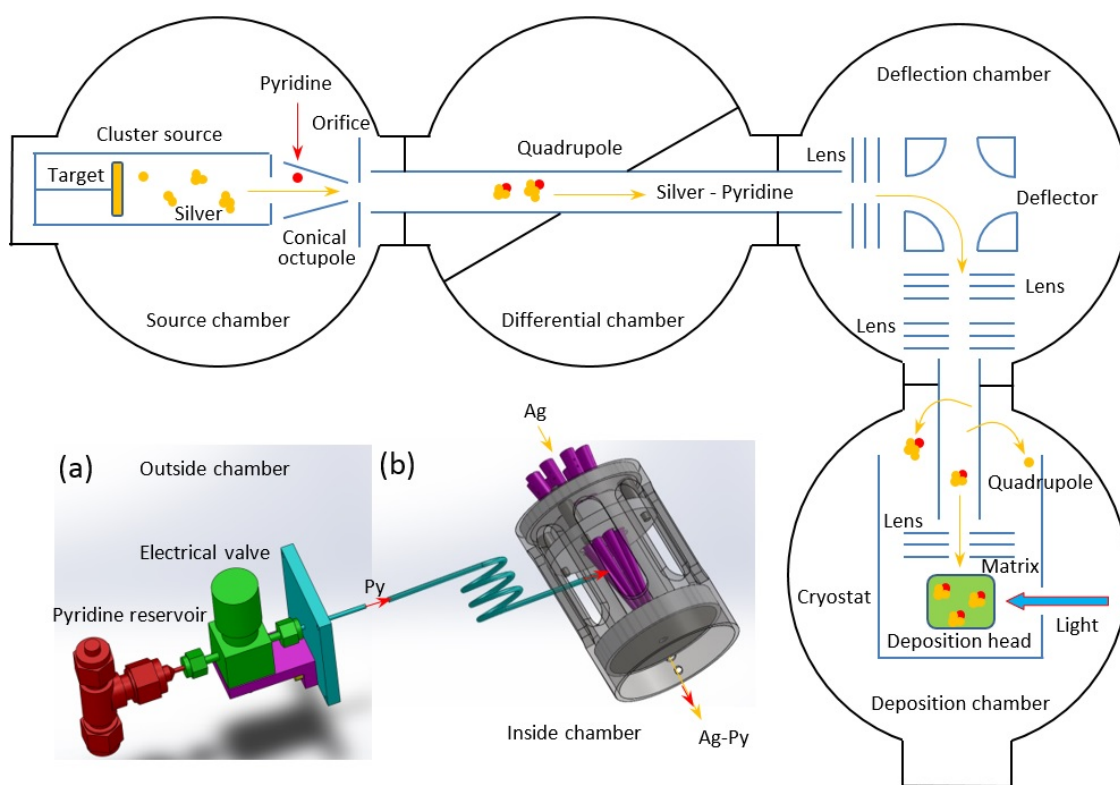 Pyridine
Orifice
Cluster source
Target
Silver
Conical
octupole
Source chamber
Quadrupole
Silver - Pyridine
Differential chamber
Deflection chamber
Lens
Deflector
Lens
Lens
Quadrupole
Lens
Matrix
Cryostat
Light
Deposition head
Deposition chamber
(a)
Outside chamber
Electrical valve
Pyridine reservoir
Py
(b)
Ag
Inside chamber
Ag-Py